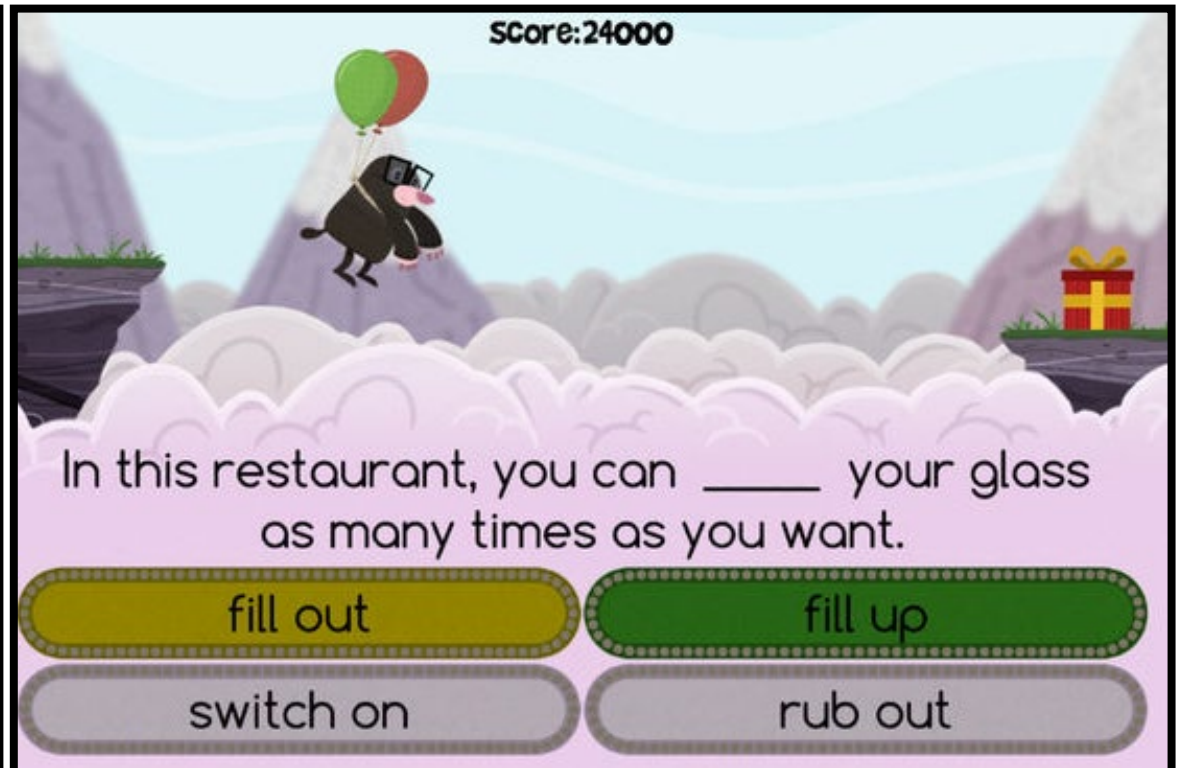 score:24000
In this restaurant, you can _____ your glass
as many times as you want.
fill out
fill up
switch on
rub out